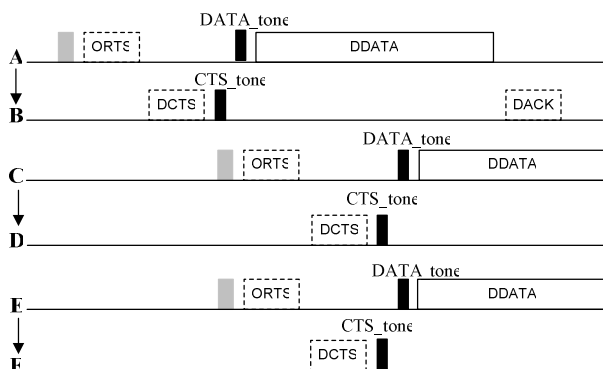 DATA_tone
A ORTS DDATA
CTS_tone
B DCTS DACK
DATA_tone
C ORTS DDATA
CTS_tone
D DCTS
DATA_tone
E ORTS DDATA
CTS_tone
DCTS